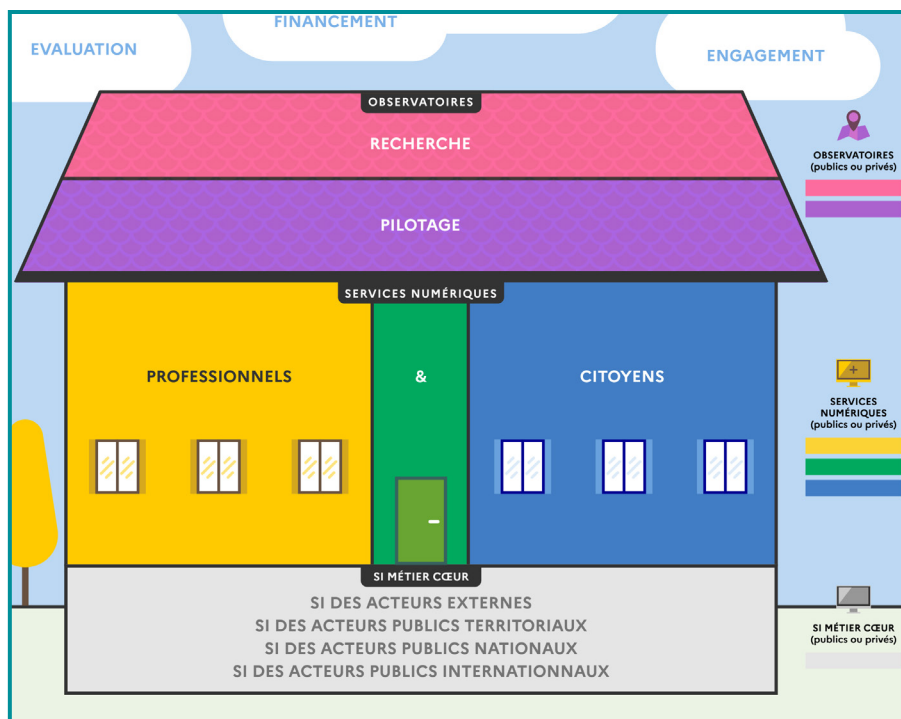 FINANCEMENT
EVALUATION
ENGAGEMENT
OBSERVATOIRES
RECHERCHE
PILOTAGE
SERVICES NUMÉRIQUES
PROFESSIONNELS
&
CITOYENS
SI MÉTIER CŒUR
SI DES ACTEURS EXTERNES
SI DES ACTEURS PUBLICS TERRITORIAUX
SI DES ACTEURS PUBLICS NATIONAUX
SI DES ACTEURS PUBLICS INTERNATIONNAUX
OBSERVATOIRES
(publics ou privés)
SERVICES
NUMÉRIQUES
(publics ou privés)
SI MÉTIER CŒUR
(publics ou privés)